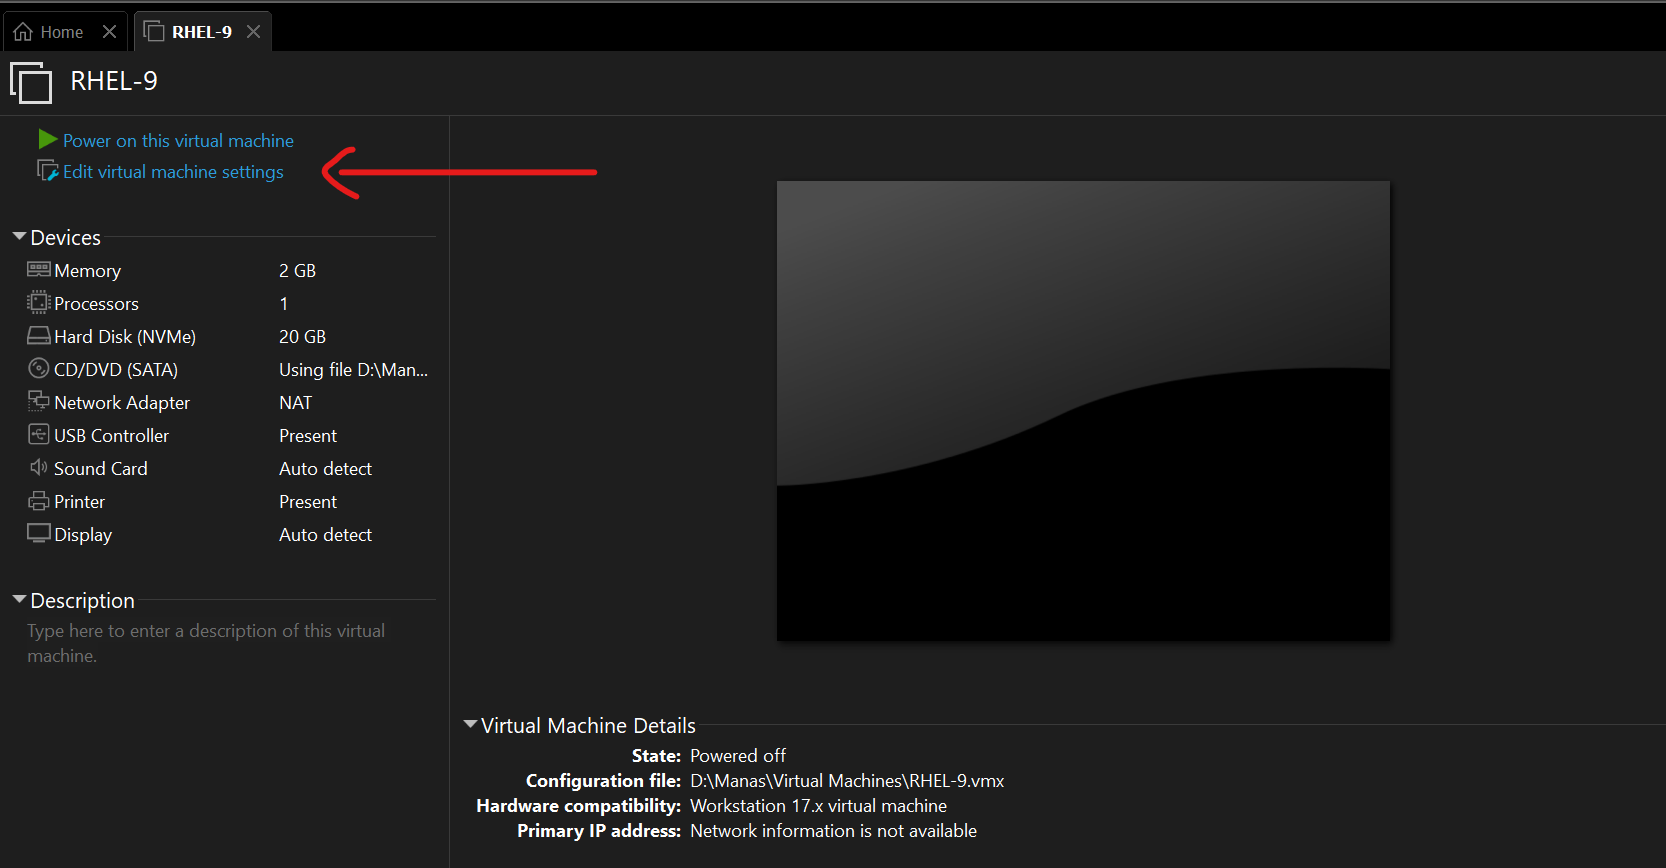 Home
RHEL-9
RHEL-9
Power on this virtual machine
Edit virtual machine settings
Devices
Memory 2 GB
Processors 1
Hard Disk (NVMe) 20 GB
CD/DVD (SATA) Using file D:\Man...
Network Adapter NAT
USB Controller Present
Sound Card Auto detect
Printer Present
Display Auto detect
Description
Type here to enter a description of this virtual
machine.
Virtual Machine Details
State: Powered off
Configuration file: D:\Manas\Virtual Machines\RHEL-9.vmx
Hardware compatibility: Workstation 17.x virtual machine
Primary IP address: Network information is not available